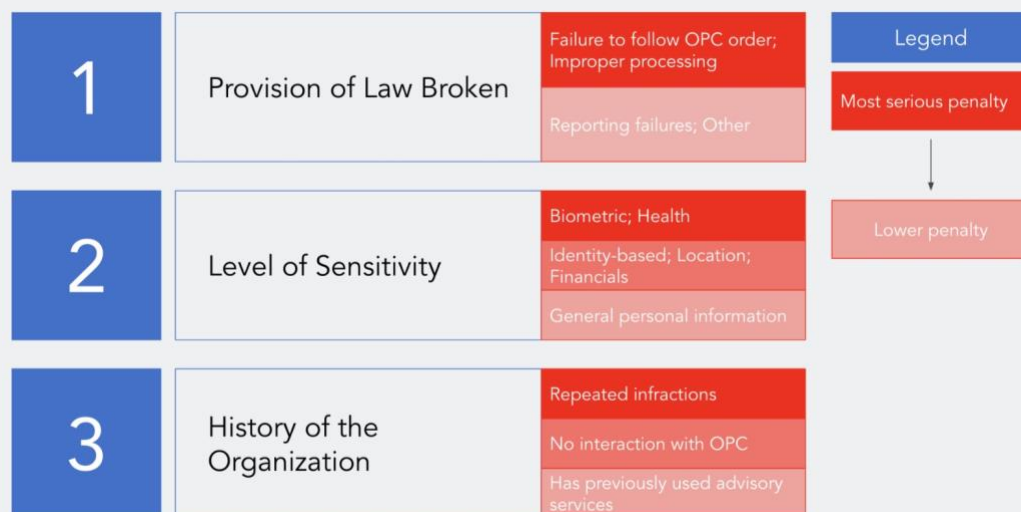 1
Provision of Law Broken
Failure to follow OPC order;
Improper processing
Reporting failures; Other
2
Level of Sensitivity
Biometric; Health
Identity-based; Location;
Financials
General personal information
3
History of the
Organization
Repeated infractions
No interaction with OPC
Has previously used advisory
services
Legend
Most serious penalty
Lower penalty